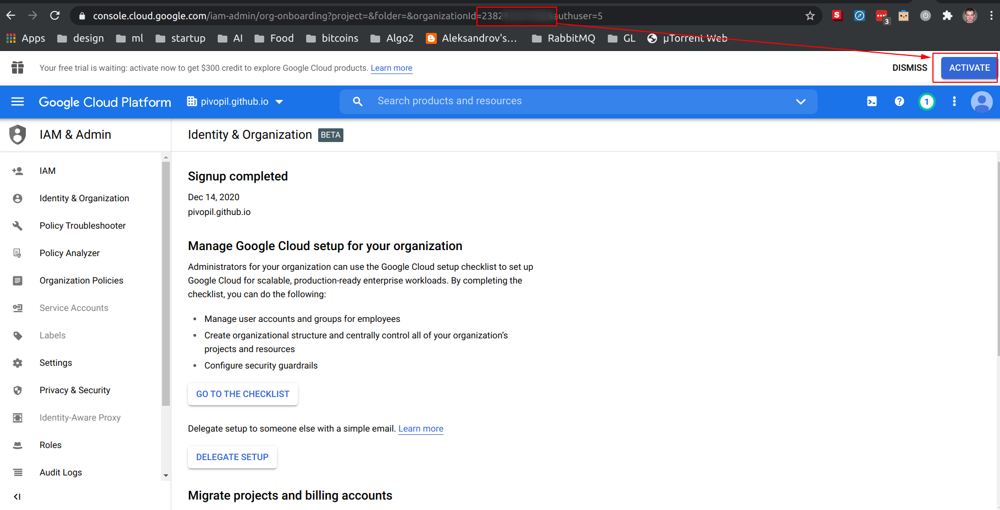 console.cloud.google.com/iam-admin/org-onboarding?project=&folder=&organizationId=2382 authuser=5
3
Apps design ml startup AI Food bitcoins Algo2 Aleksandrov's... RabbitMQ GL µTorrent Web
Your free trial is waiting: activate now to get $300 credit to explore Google Cloud products. Learn more DISMISS ACTIVATE
Google Cloud Platform pivopil.github.io Search products and resources 1
IAM & Admin
Identity & Organization BETA
IAM
Identity & Organization
Policy Troubleshooter
Policy Analyzer
Organization Policies
Service Accounts
Labels
Settings
Privacy & Security
Identity-Aware Proxy
Roles
Audit Logs
Signup completed
Dec 14, 2020
pivopil.github.io
Manage Google Cloud setup for your organization
Administrators for your organization can use the Google Cloud setup checklist to set up
Google Cloud for scalable, production-ready enterprise workloads. By completing the
checklist, you can do the following:
• Manage user accounts and groups for employees
• Create organizational structure and centrally control all of your organization's
projects and resources
• Configure security guardrails
GO TO THE CHECKLIST
Delegate setup to someone else with a simple email. Learn more
DELEGATE SETUP
Migrate projects and billing accounts